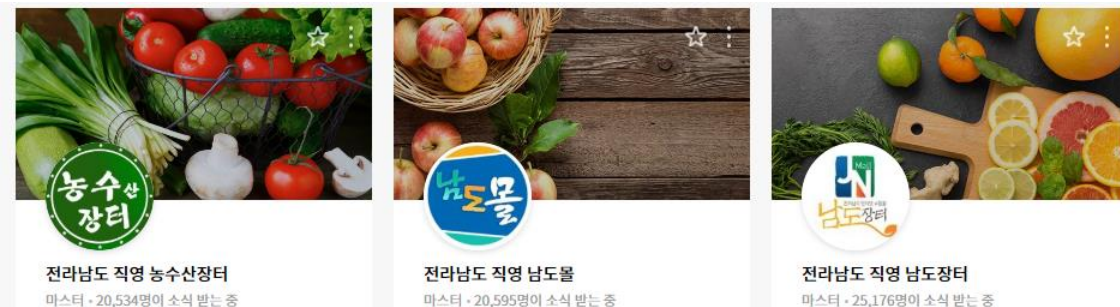 농수산
장터
전라남도 직영 농수산장터
마스터 • 20,534명이 소식 받는 중
남도몰
전라남도 직영 남도몰
마스터 • 20,595명이 소식 받는 중
Mall
JN
남도장터
전라남도 직영 남도장터
마스터 • 25,176명이 소식 받는 중